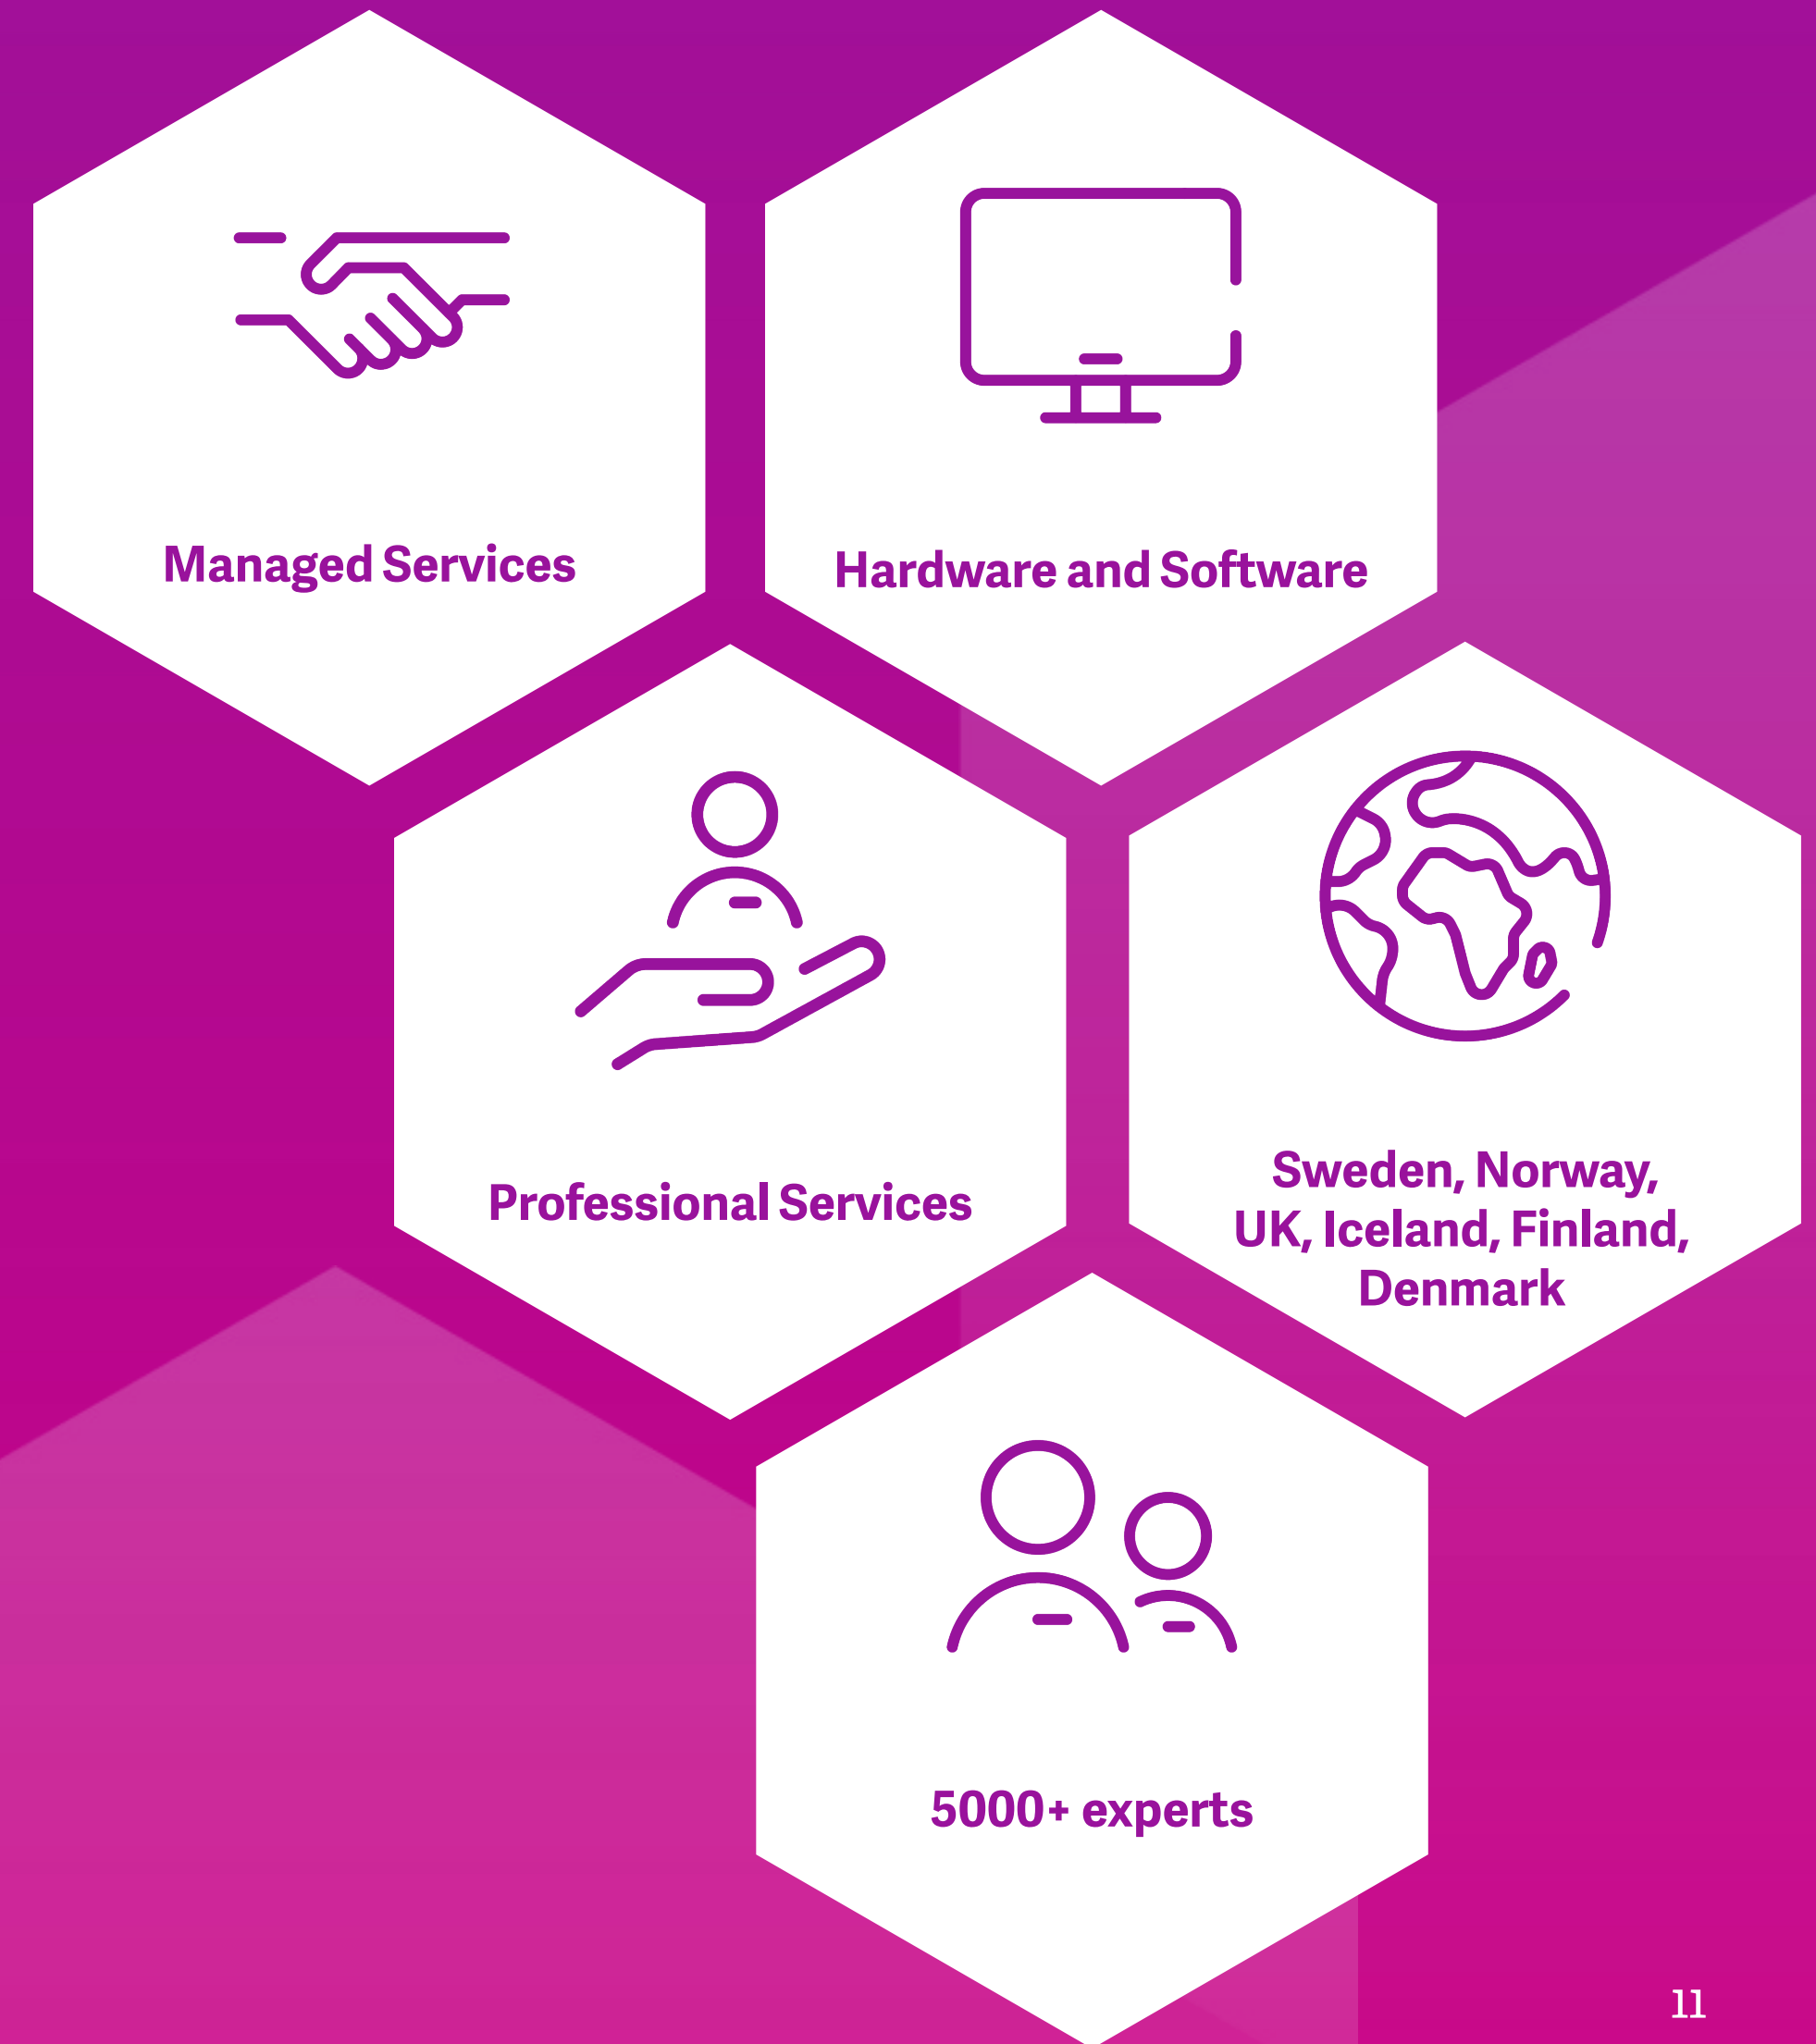 Managed Services
Hardware and Software
Professional Services
Sweden, Norway,
UK, Iceland, Finland,
Denmark
5000+ experts
11